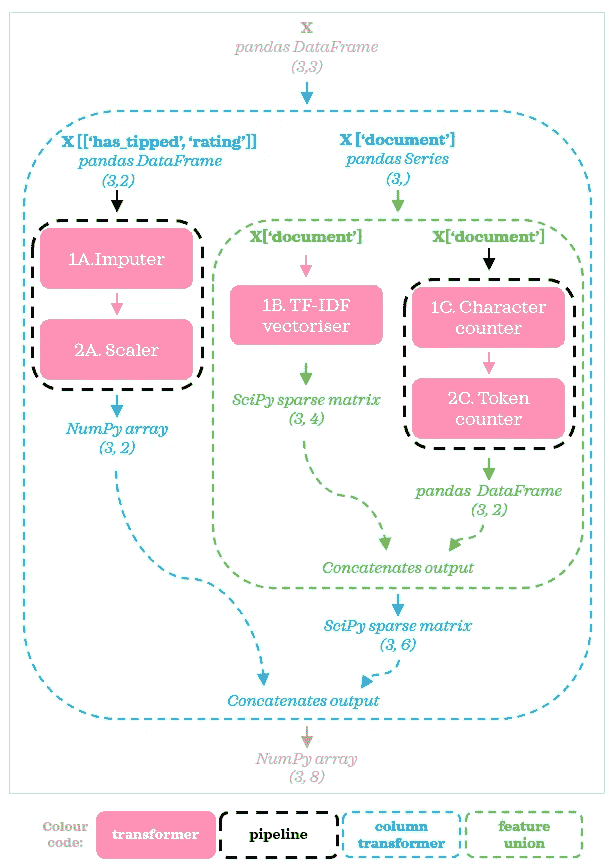 X
pandas DataFrame
(3,3)
X [['has_tipped', 'rating']]
pandas DataFrame
(3,2)
X ['document']
pandas Series
(3,)
1A.Imputer
2A. Scaler
NumPy array
(3, 2)
X['document']
1B. TF-IDF
vectoriser
SciPy sparse matrix
(3, 4)
X['document']
1C. Character
counter
2C. Token
counter
pandas DataFrame
(3, 2)
Concatenates output
SciPy sparse matrix
(3, 6)
Concatenates output
NumPy array
(3, 8)
Colour
code:
transformer
pipeline
column
transformer
feature
union